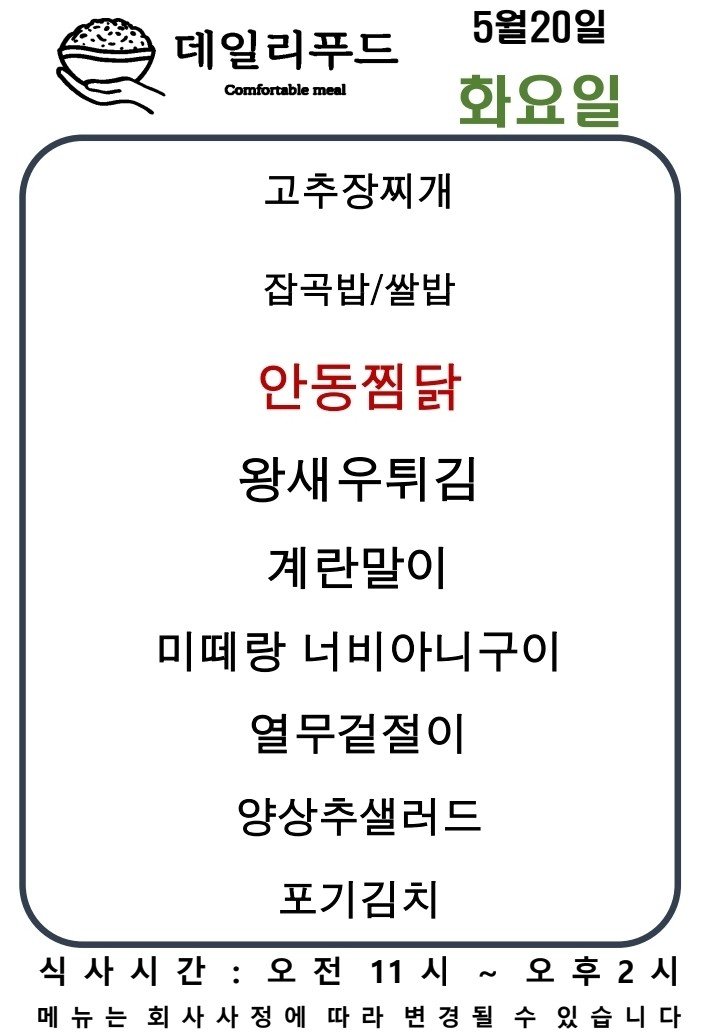 데일리푸드
Comfortable meal
5월20일
화요일
고추장찌개
잡곡밥/쌀밥
안동찜닭
왕새우튀김
계란말이
미떼랑 너비아니구이
열무겉절이
양상추샐러드
포기김치
식사시간 : 오전 11시 ~ 오후2시
메뉴는 회사사정에 따라 변경될 수 있습니다